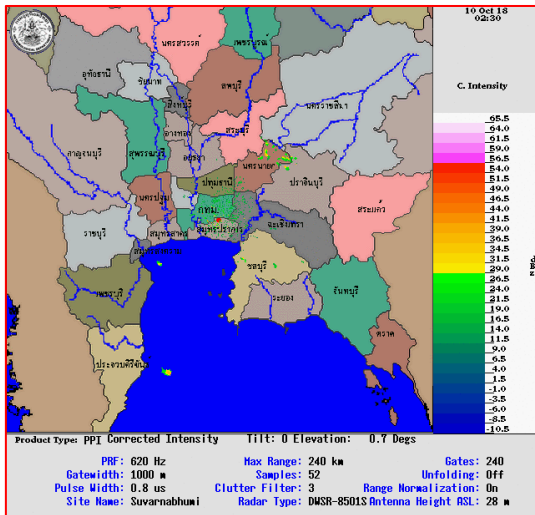 10 Oct 18
02:30
C. Intensity
นครสวรรค์
เพชรบูรณ์
อุทัยธานี
ชัยนาท
ลพบุรี
สิงห์บุรี
นครราชสีมา
อ่างทอง
สระบุรี
กาญจนบุรี
สุพรรณบุรี
อยุธยา
นครนายก
ปทุมธานี
ปราจีนบุรี
นครปฐม
กทม.
สระแก้ว
ราชบุรี
สมุทรสาคร
สมุทรปราการ
ฉะเชิงเทรา
ชลบุรี
เพชรบุรี
ระยอง
จันทบุรี
ตราด
ประจวบคีรีขันธ์
65.5
64.0
61.5
59.0
56.5
54.0
51.5
49.0
46.5
44.0
41.5
39.0
36.5
34.0
31.5
29.0
26.5
24.0
21.5
19.0
16.5
14.0
11.5
9.0
6.5
4.0
1.5
-1.0
-3.5
-6.0
-8.5
-10.5
Product Type: PPI Corrected Intensity Tilt: 0 Elevation: 0.7 Degs
PRF: 620 Hz Max Range: 240 km Gates: 240
Gatewidth: 1000 m Samples: 52 Unfolding: Off
Pulse Width: 0.8 us Clutter Filter: 3 Range Normalization: On
Site Name: Suvarnabhumi Radar Type: DWSR-8501S Antenna Height ASL: 28 m